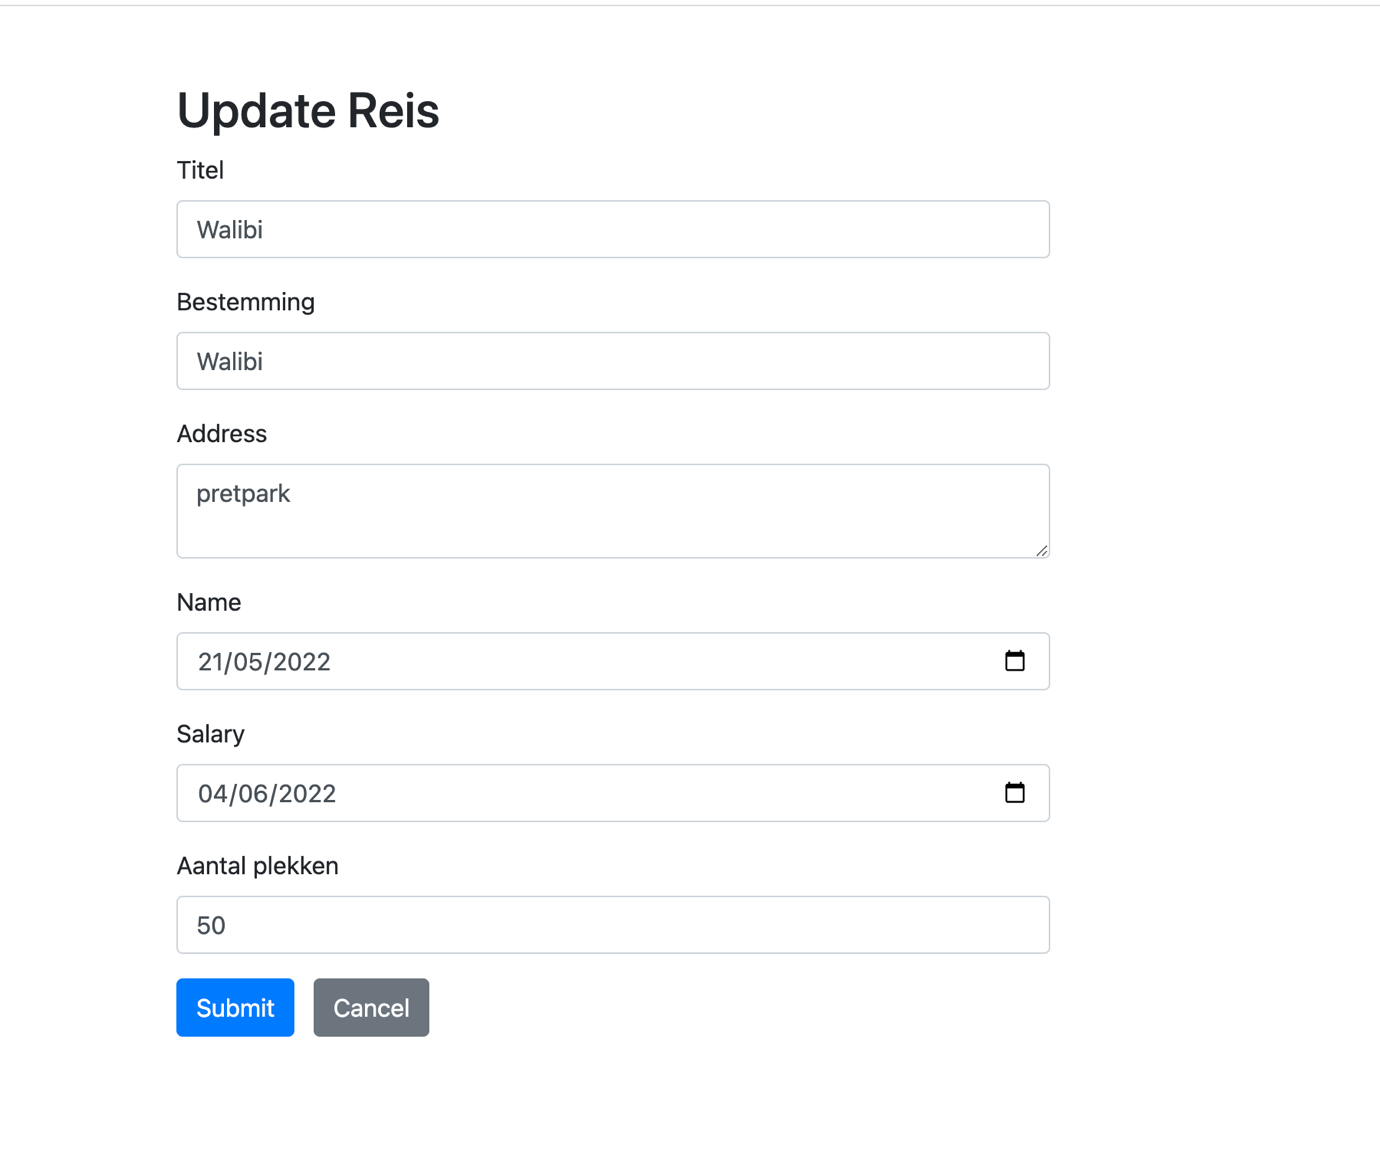 Update Reis
Titel
Walibi
Bestemming
Walibi
Address
pretpark
Name
21/05/2022
Salary
04/06/2022
Aantal plekken
50
Submit Cancel